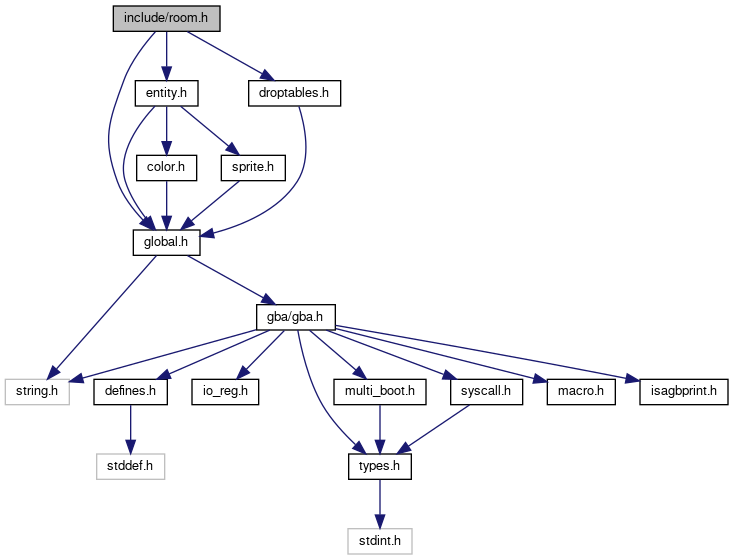 include/room.h
entity.h
droptables.h
color.h
sprite.h
global.h
gba/gba.h
string.h
defines.h
io_reg.h
multi_boot.h
syscall.h
macro.h
isagbprint.h
stddef.h
types.h
stdint.h